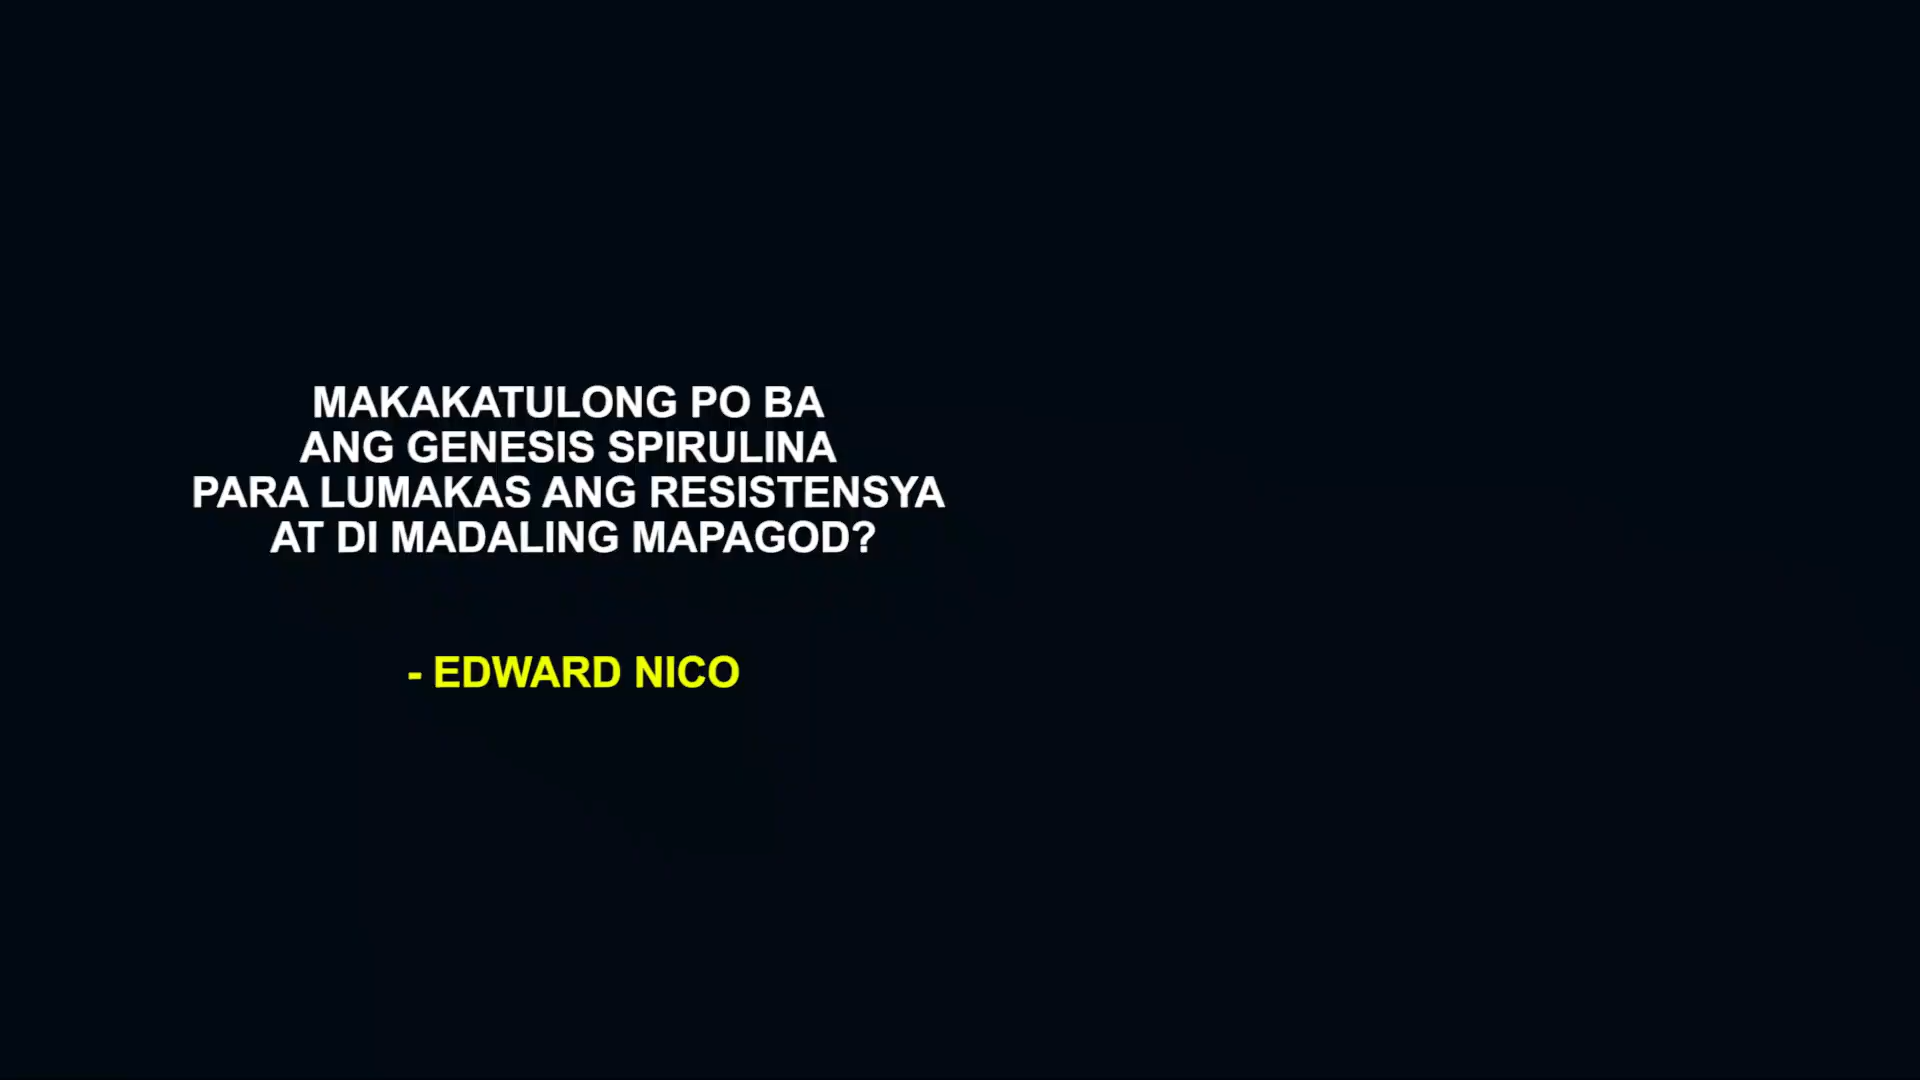 MAKAKATULONG PO BA
ANG GENESIS SPIRULINA
PARA LUMAKAS ANG RESISTENSYA
AT DI MADALING MAPAGOD?
- EDWARD NICO